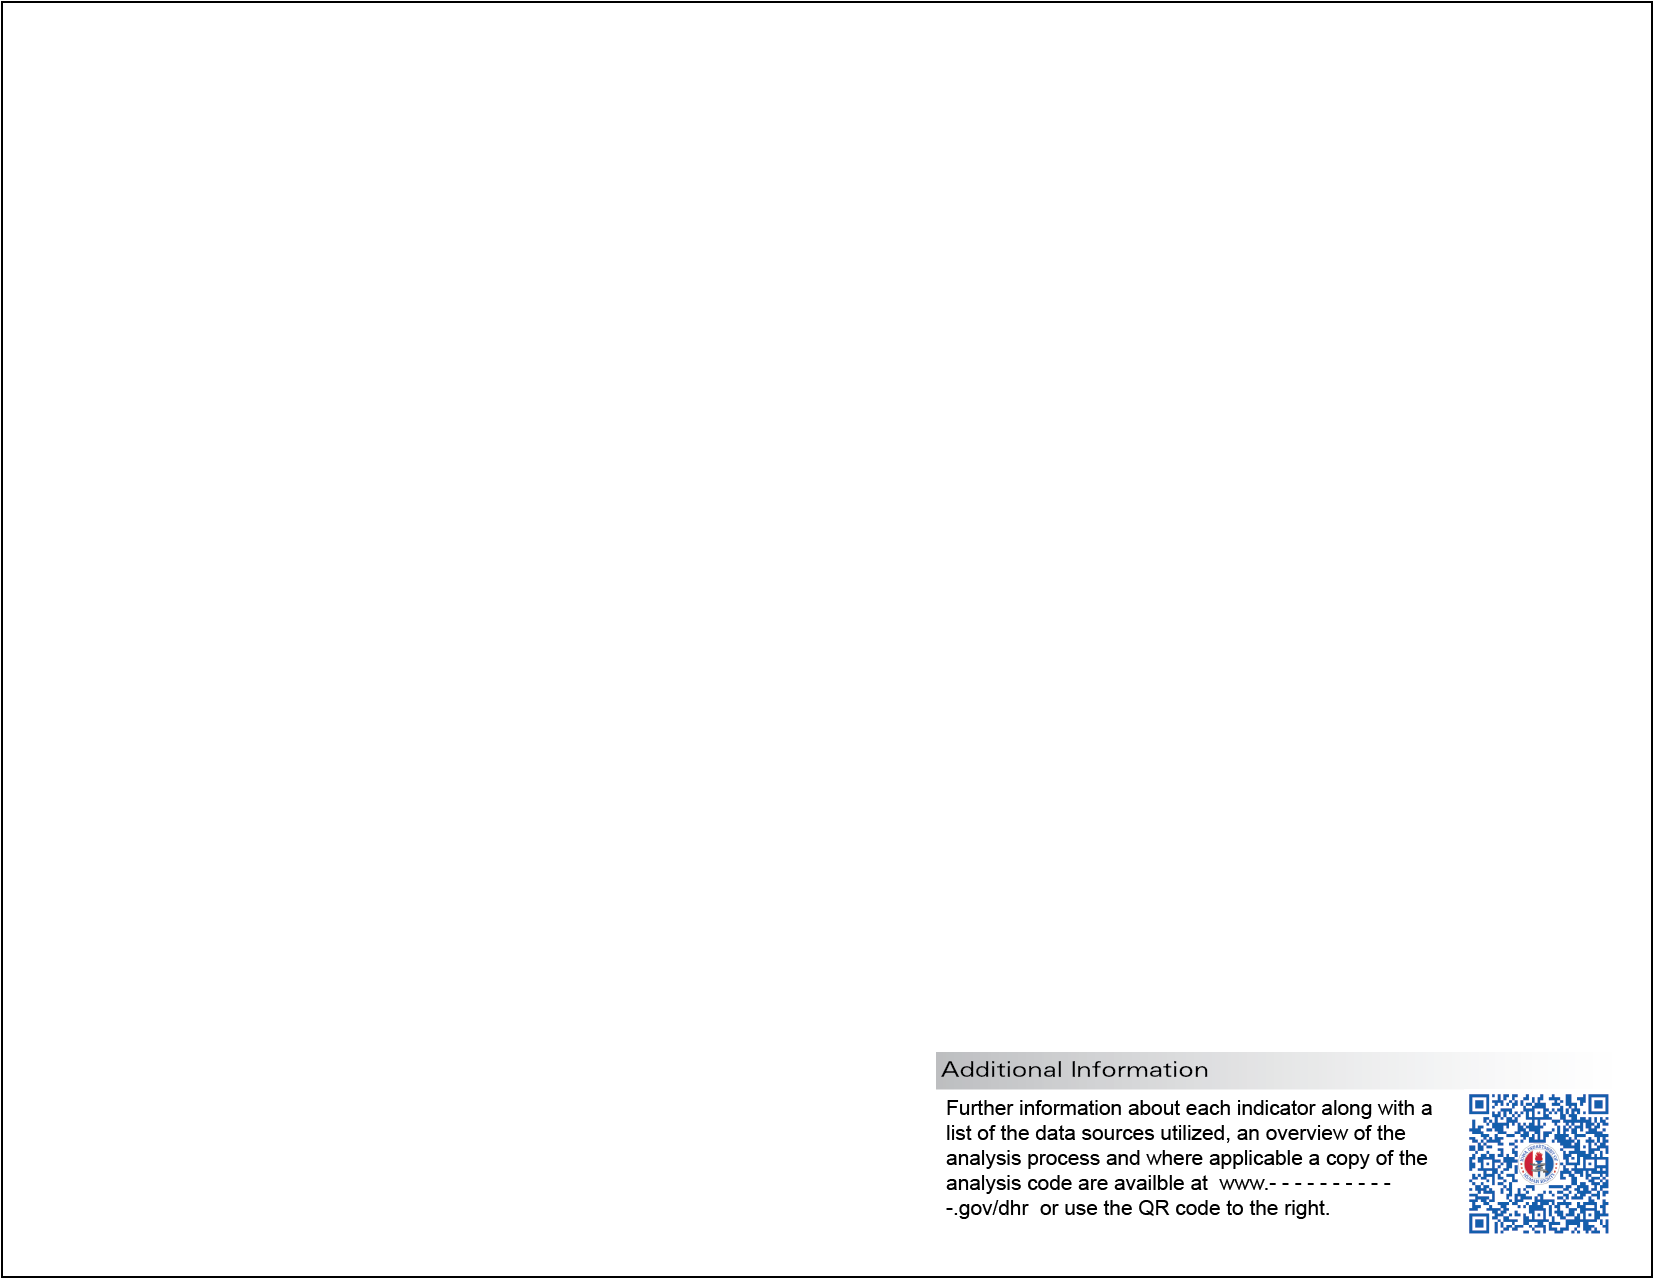 Additional Information
Further information about each indicator along with a
list of the data sources utilized, an overview of the
analysis process and where applicable a copy of the
analysis code are availble at  www.- - - - - - - - - -
-.gov/dhr  or use the QR code to the right.